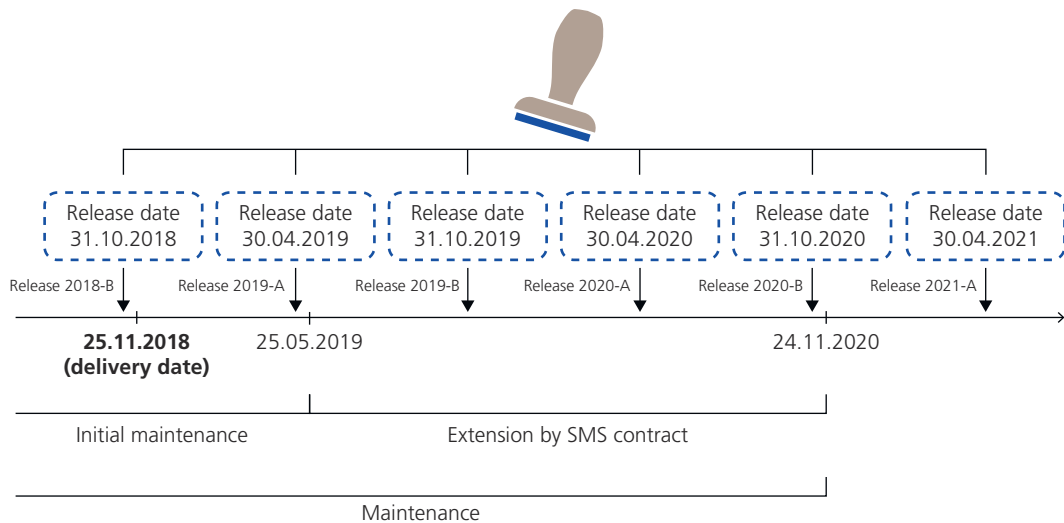 Release date
31.10.2018
Release date
30.04.2019
Release date
31.10.2019
Release date
30.04.2020
Release date
31.10.2020
Release date
30.04.2021
Release 2018-B
Release 2019-A
Release 2019-B
Release 2020-A
Release 2020-B
Release 2021-A
25.11.2018
(delivery date)
25.05.2019
24.11.2020
Initial maintenance
Extension by SMS contract
Maintenance